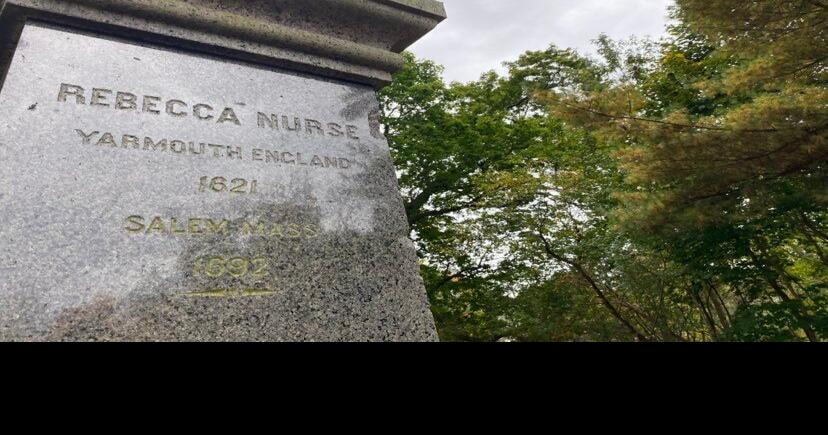 REBECCA NURSE
YARMOUTH ENGLAND
1621
SALEM MASS
1692